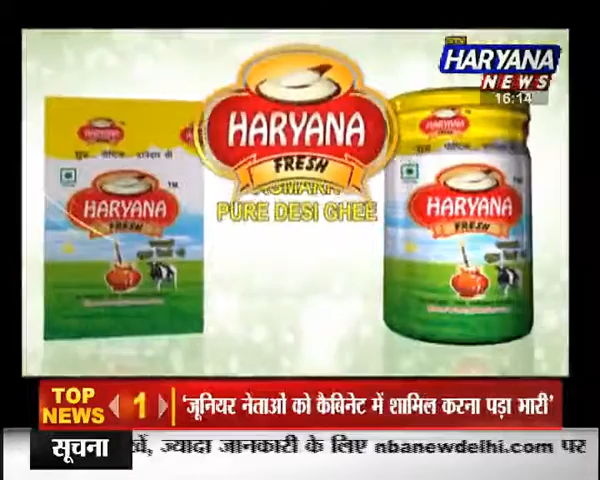 HARYANA
NEWS
16:14
HARYANA
FRESH
PURE DESI GHEE
HARYANA
FRESH
TM
HARYANA
FRESH
TOP
NEWS
1
'जूनियर नेताओं को कैबिनेट में शामिल करना पड़ा भारी'
सूचना
ज्यादा जानकारी के लिए nbanewdelhi.com पर